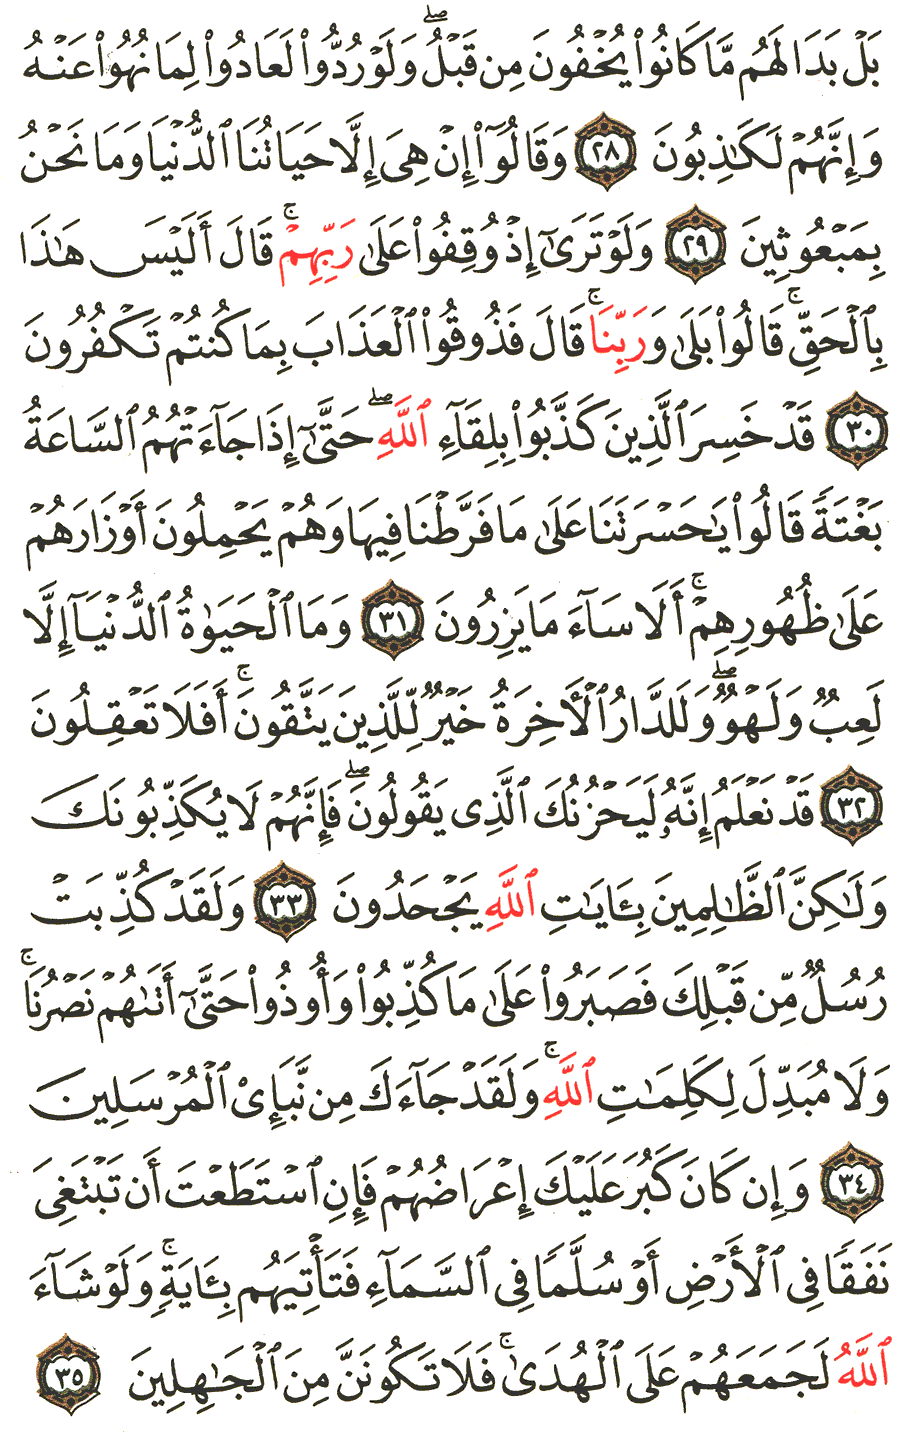 بَلْ بَدَا لَهُم مَّا كَانُوا۟ يُخْفُونَ مِن قَبْلُ ۖ وَلَوْ رُدُّوا۟ لَعَادُوا۟ لِمَا نُهُوا۟ عَنْهُ
وَإِنَّهُمْ لَكَـٰذِبُونَ ٢٨ وَقَالُوٓا۟ إِنْ هِىَ إِلَّا حَيَاتُنَا ٱلدُّنْيَا وَمَا نَحْنُ
بِمَبْعُوثِينَ ٢٩ وَلَوْ تَرَىٰٓ إِذْ وُقِفُوا۟ عَلَىٰ رَبِّهِمْ ۚ قَالَ أَلَيْسَ هَـٰذَا
بِٱلْحَقِّ ۚ قَالُوا۟ بَلَىٰ وَرَبِّنَا ۚ قَالَ فَذُوقُوا۟ ٱلْعَذَابَ بِمَا كُنتُمْ تَكْفُرُونَ
٣٠ قَدْ خَسِرَ ٱلَّذِينَ كَذَّبُوا۟ بِلِقَآءِ ٱللَّهِ ۖ حَتَّىٰٓ إِذَا جَآءَتْهُمُ ٱلسَّاعَةُ
بَغْتَةً قَالُوا۟ يَـٰحَسْرَتَنَا عَلَىٰ مَا فَرَّطْنَا فِيهَا وَهُمْ يَحْمِلُونَ أَوْزَارَهُمْ
عَلَىٰ ظُهُورِهِمْ ۚ أَلَا سَآءَ مَا يَزِرُونَ ٣١ وَمَا ٱلْحَيَوٰةُ ٱلدُّنْيَآ إِلَّا
لَعِبٌ وَلَهْوٌ ۖ وَلَلدَّارُ ٱلْأَخِرَةُ خَيْرٌ لِّلَّذِينَ يَتَّقُونَ ۚ أَفَلَا تَعْقِلُونَ
٣٢ قَدْ نَعْلَمُ إِنَّهُۥ لَيَحْزُنُكَ ٱلَّذِى يَقُولُونَ ۖ فَإِنَّهُمْ لَا يُكَذِّبُونَكَ
وَلَـٰكِنَّ ٱلظَّـٰلِمِينَ بِـَٔايَـٰتِ ٱللَّهِ يَجْحَدُونَ ٣٣ وَلَقَدْ كُذِّبَتْ
رُسُلٌ مِّن قَبْلِكَ فَصَبَرُوا۟ عَلَىٰ مَا كُذِّبُوا۟ وَأُوذُوا۟ حَتَّىٰٓ أَتَىٰهُمْ نَصْرُنَا ۚ
وَلَا مُبَدِّلَ لِكَلِمَـٰتِ ٱللَّهِ ۚ وَلَقَدْ جَآءَكَ مِن نَّبَإِى۟ ٱلْمُرْسَلِينَ
٣٤ وَإِن كَانَ كَبُرَ عَلَيْكَ إِعْرَاضُهُمْ فَإِنِ ٱسْتَطَعْتَ أَن تَبْتَغِىَ
نَفَقًا فِى ٱلْأَرْضِ أَوْ سُلَّمًا فِى ٱلسَّمَآءِ فَتَأْتِيَهُم بِـَٔايَةٍ ۚ وَلَوْ شَآءَ
ٱللَّهُ لَجَمَعَهُمْ عَلَى ٱلْهُدَىٰ ۚ فَلَا تَكُونَنَّ مِنَ ٱلْجَـٰهِلِينَ ٣٥